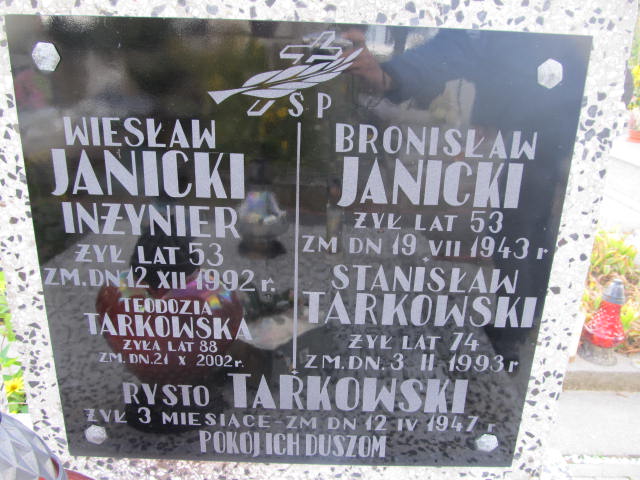 Ś P
WIESŁAW
JANICKI
INŻYNIER
ŻYŁ LAT 53
ZM. DN 12 XII 1992 r.
TEODOZIA
TARKOWSKA
ŻYŁA LAT 88
ZM. DN. 21 X 2002 r.
BRONISŁAW
JANICKI
ŻYŁ LAT 53
ZM DN 19 VII 1943 r
STANISŁAW
TARKOWSKI
ŻYŁ LAT 74
ZM. DN. 3 II 1993 r
RYSTO TARKOWSKI
ŻYŁ 3 MIESIĄCE - ZM DN 12 IV 1947 r
POKÓJ ICH DUSZOM